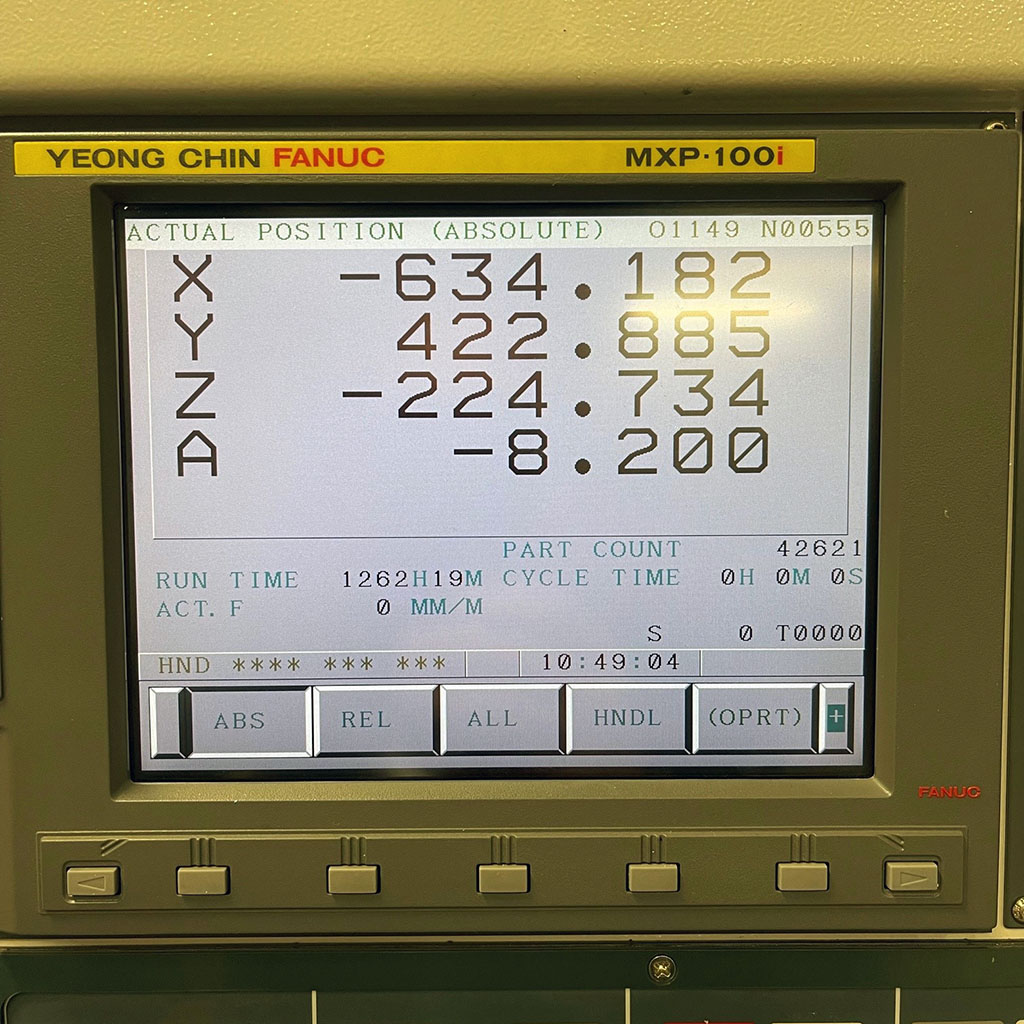 YEONG CHIN FANUC MXP·100i
ACTUAL POSITION (ABSOLUTE) O1149 N00555
X -634.182
Y 422.885
Z -224.734
A -8.200
PART COUNT 42621
RUN TIME 1262H19M CYCLE TIME 0H 0M 0S
ACT. F 0 MM/M
S 0 T0000
HND **** *** *** 10:49:04
ABS REL ALL HNDL (OPRT) +
FANUC